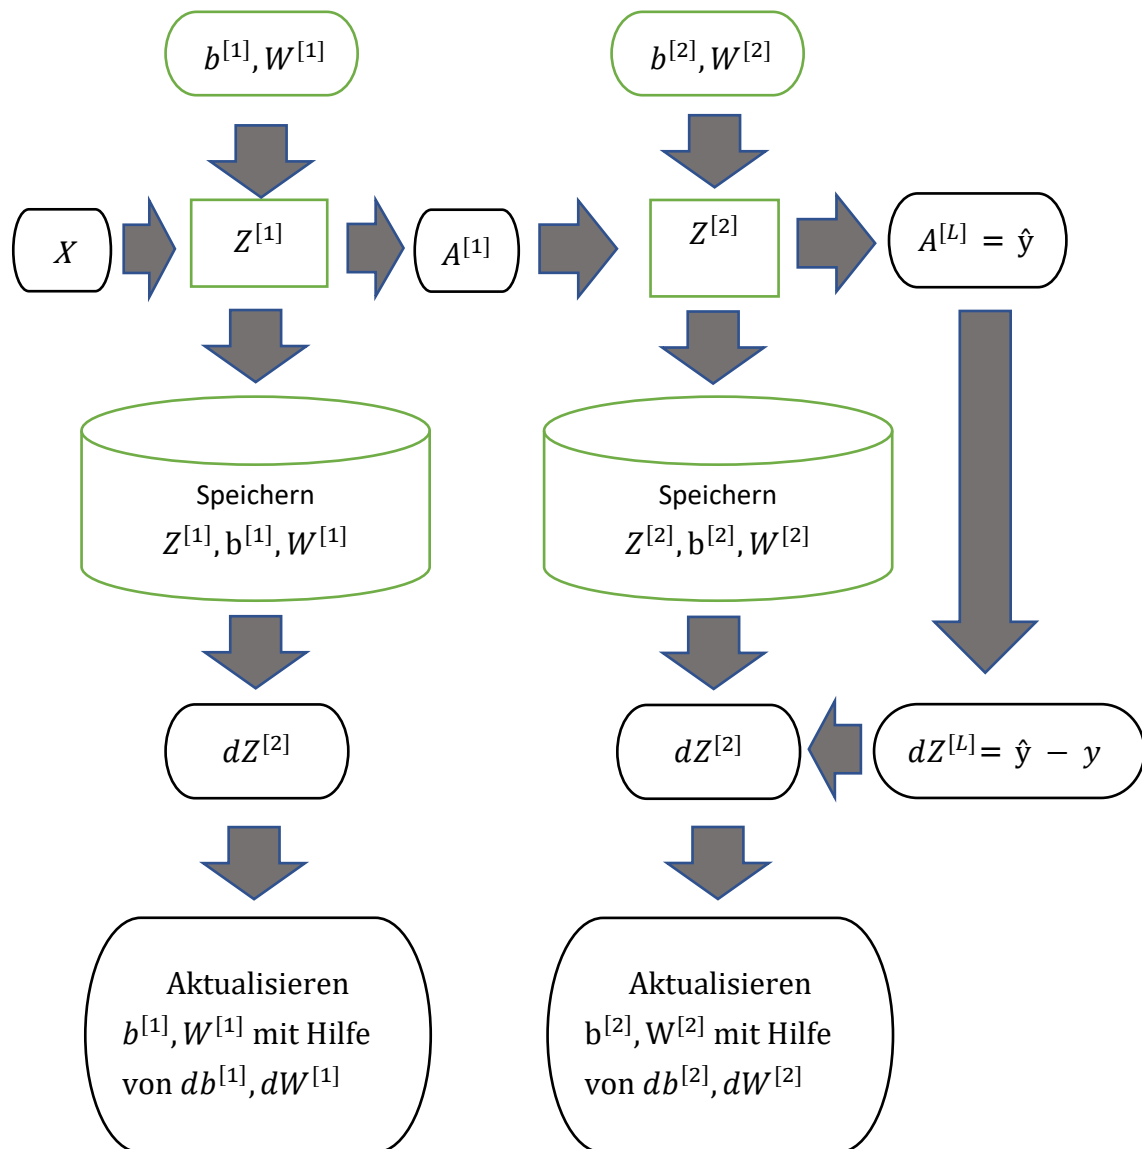 b^[1], W^[1]
b^[2], W^[2]
X
Z^[1]
A^[1]
Z^[2]
A^[L] = ŷ
Speichern
Z^[1], b^[1], W^[1]
Speichern
Z^[2], b^[2], W^[2]
dZ^[2]
dZ^[2]
dZ^[L] = ŷ − y
Aktualisieren
b^[1], W^[1] mit Hilfe
von db^[1], dW^[1]
Aktualisieren
b^[2], W^[2] mit Hilfe
von db^[2], dW^[2]